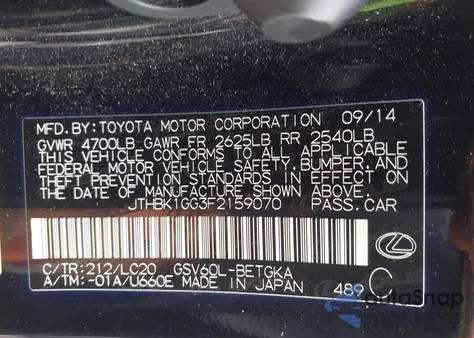 MFD.BY:TOYOTA MOTOR CORPORATION 09/14
GVWR 4700LB GAWR FR 2625LB RR 2540LB
THIS VEHICLE CONFORMS TO ALL APPLICABLE
FEDERAL MOTOR VEHICLE SAFETY,BUMPER,AND
THEFT PREVENTION STANDARDS IN EFFECT ON
THE DATE OF MANUFACTURE SHOWN ABOVE.
JTHBK1GG3F2159070 PASS.CAR
C/TR:212/LC20 GSV60L-BETGKA
A/TM:-01A/U660E MADE IN JAPAN 489 C
autoSnap